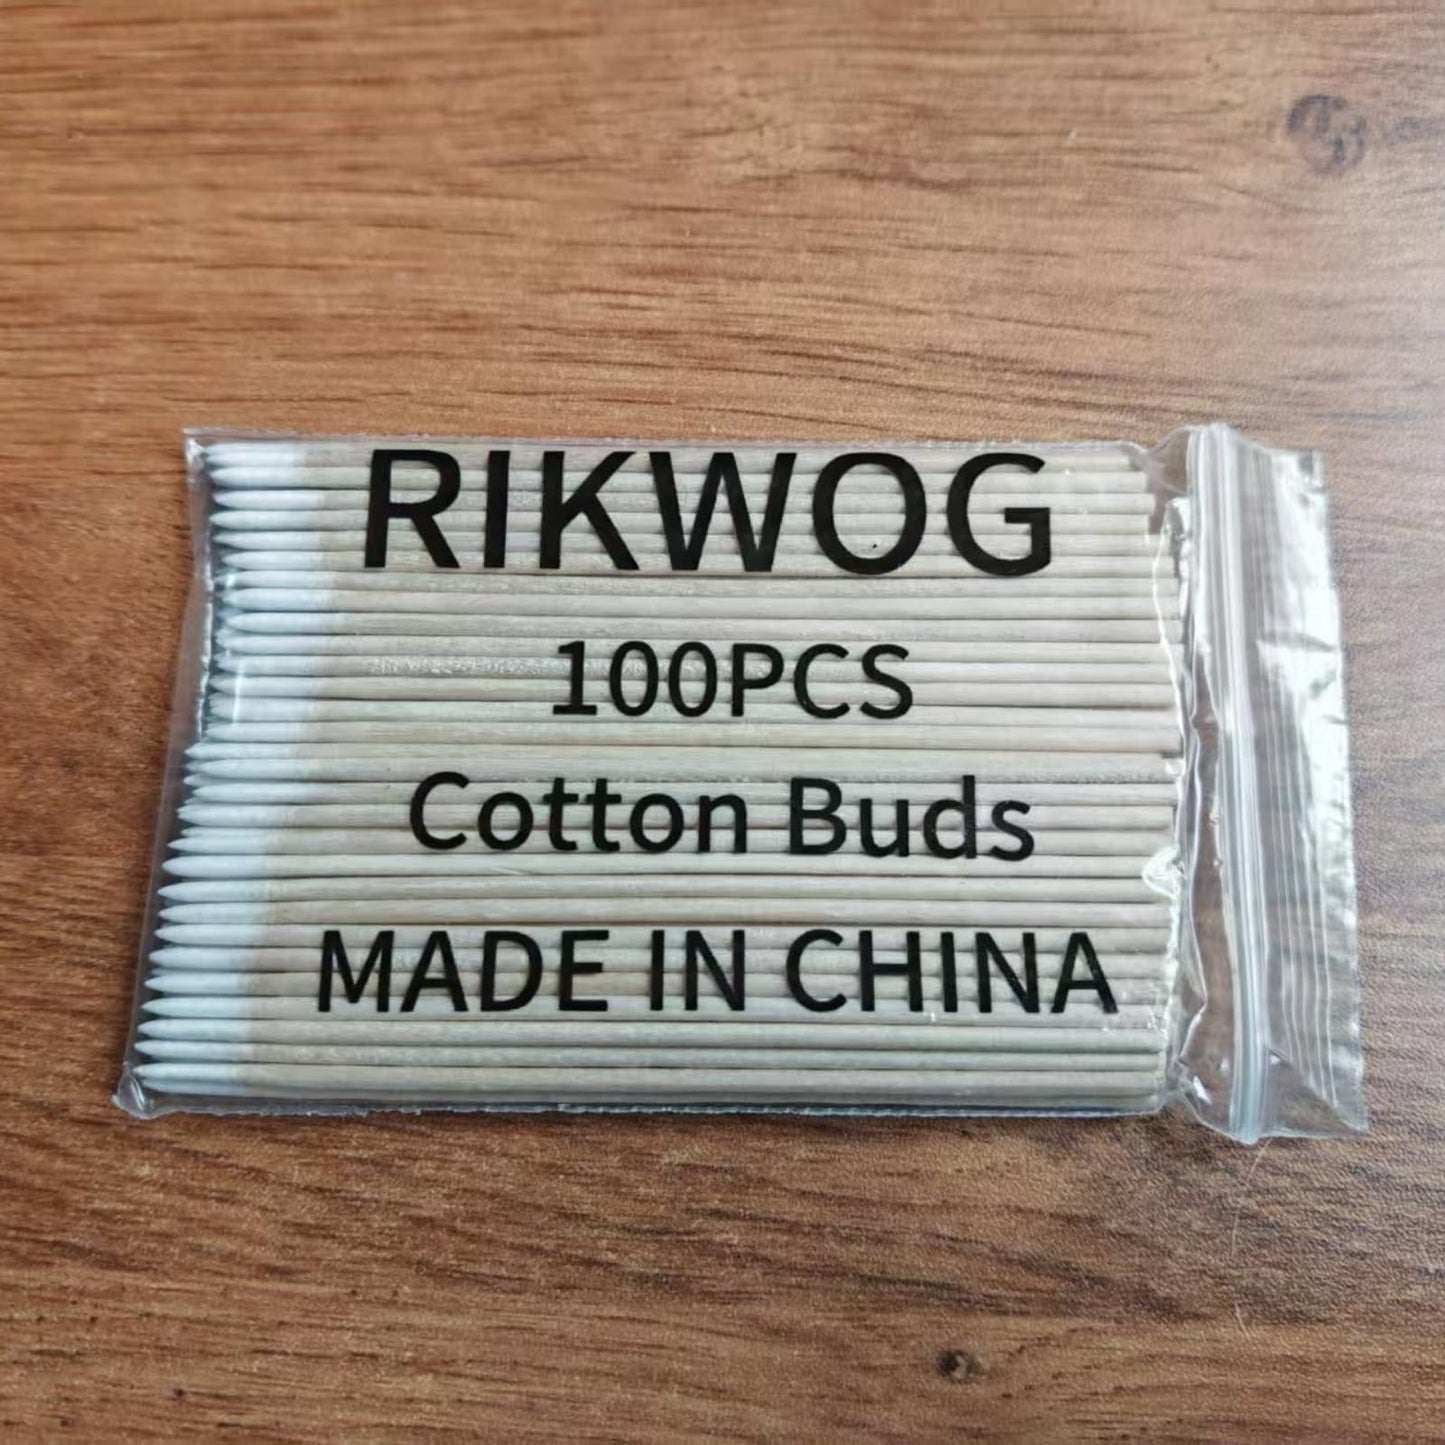 RIKWOG
100PCS
Cotton Buds
MADE IN CHINA